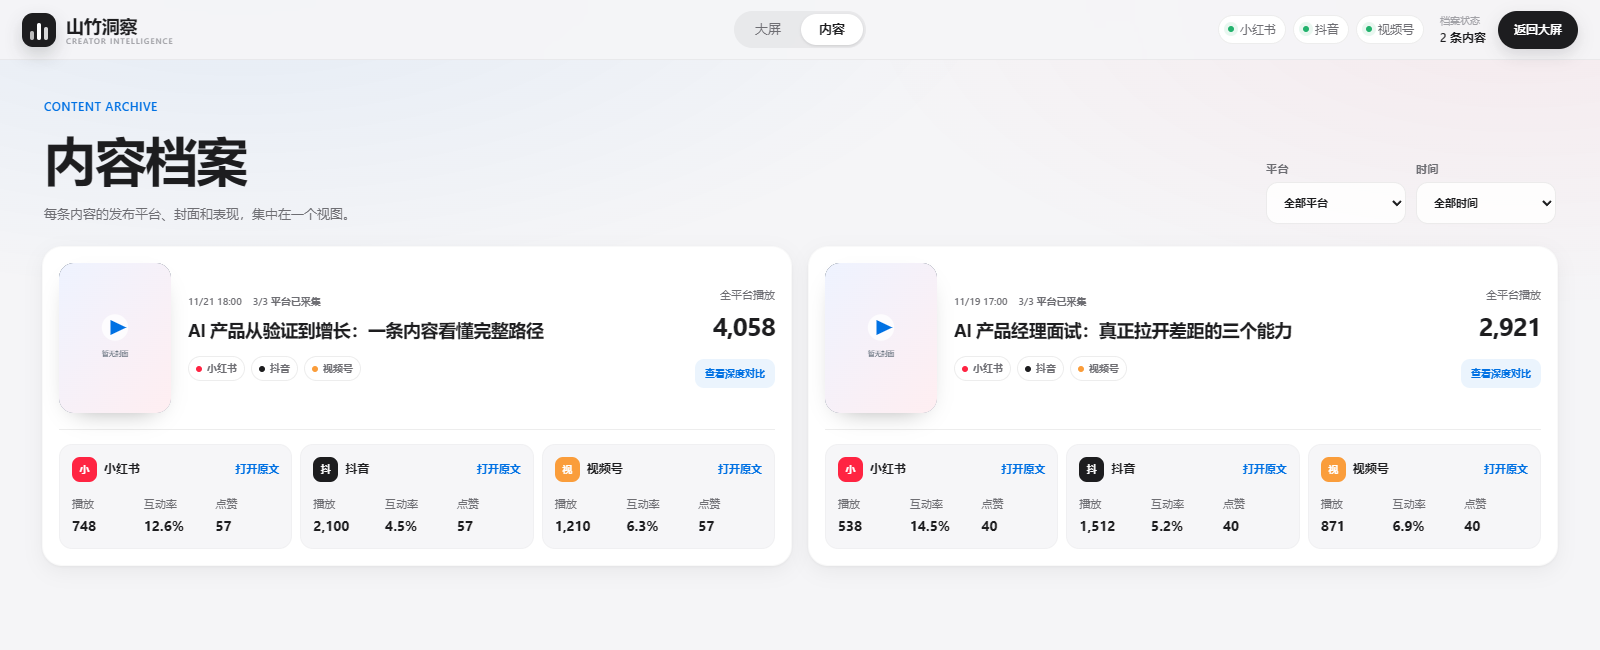 山竹洞察
CREATOR INTELLIGENCE
大屏 内容
小红书 抖音 视频号
档案状态
2 条内容
返回大屏
CONTENT ARCHIVE
内容档案
每条内容的发布平台、封面和表现，集中在一个视图。
平台 时间
全部平台 全部时间
暂无封面
11/21 18:00 3/3 平台已采集
AI 产品从验证到增长：一条内容看懂完整路径
小红书 抖音 视频号
全平台播放
4,058
查看深度对比
小 小红书 打开原文
播放 互动率 点赞
748 12.6% 57
抖 抖音 打开原文
播放 互动率 点赞
2,100 4.5% 57
视 视频号 打开原文
播放 互动率 点赞
1,210 6.3% 57
暂无封面
11/19 17:00 3/3 平台已采集
AI 产品经理面试：真正拉开差距的三个能力
小红书 抖音 视频号
全平台播放
2,921
查看深度对比
小 小红书 打开原文
播放 互动率 点赞
538 14.5% 40
抖 抖音 打开原文
播放 互动率 点赞
1,512 5.2% 40
视 视频号 打开原文
播放 互动率 点赞
871 6.9% 40